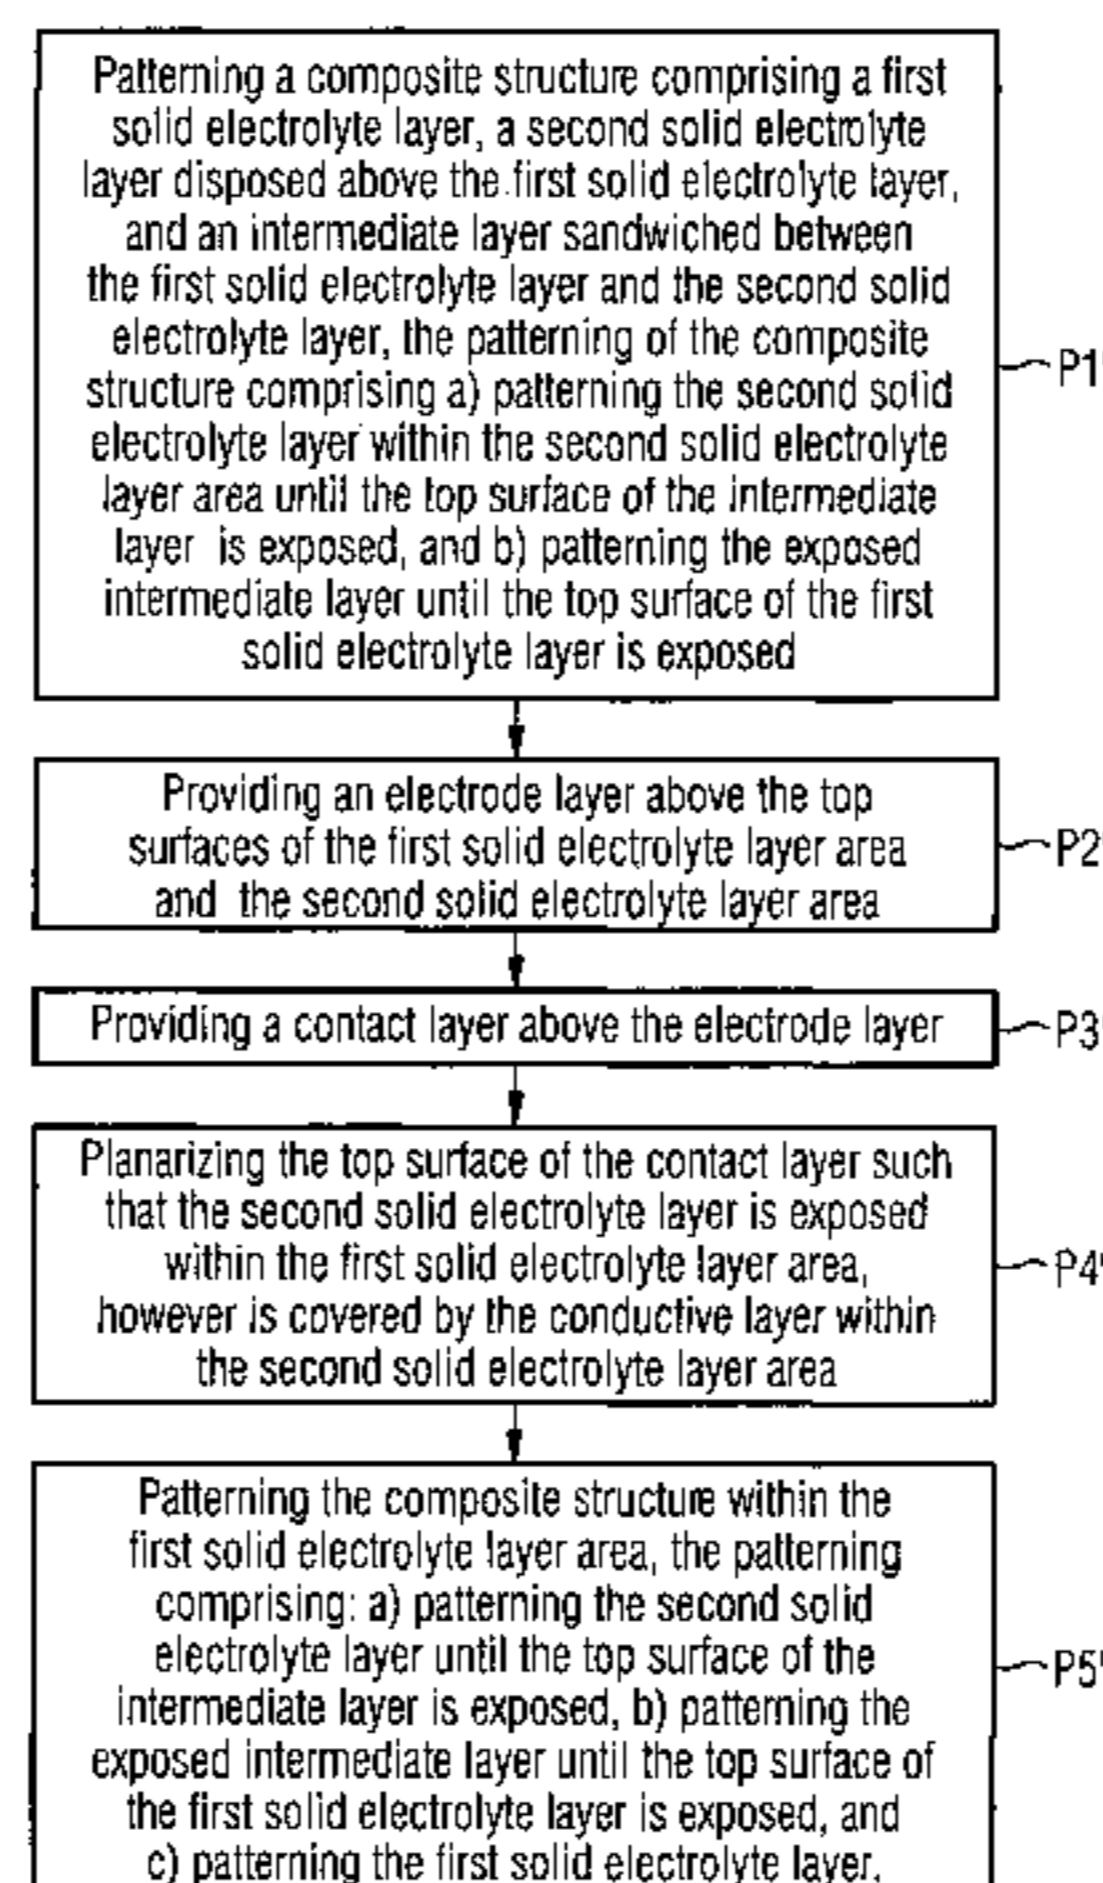 Patterning a composite structure comprising a first
solid electrolyte layer, a second solid electrolyte
layer disposed above the first solid electrolyte layer,
and an intermediate layer sandwiched between
the first solid electrolyte layer and the second solid
electrolyte layer, the patterning of the composite
structure comprising a) patterning the second solid
electrolyte layer within the second solid electrolyte
layer area until the top surface of the intermediate
layer is exposed, and b) patterning the exposed
intermediate layer until the top surface of the first
solid electrolyte layer is exposed
P1'
Providing an electrode layer above the top
surfaces of the first solid electrolyte layer area
and the second solid electrolyte layer area
P2'
Providing a contact layer above the electrode layer
P3'
Planarizing the top surface of the contact layer such
that the second solid electrolyte layer is exposed
within the first solid electrolyte layer area,
however is covered by the conductive layer within
the second solid electrolyte layer area
P4'
Patterning the composite structure within the
first solid electrolyte layer area, the patterning
comprising: a) patterning the second solid
electrolyte layer until the top surface of the
intermediate layer is exposed, b) patterning the
exposed intermediate layer until the top surface of
the first solid electrolyte layer is exposed, and
c) patterning the first solid electrolyte layer,
P5'